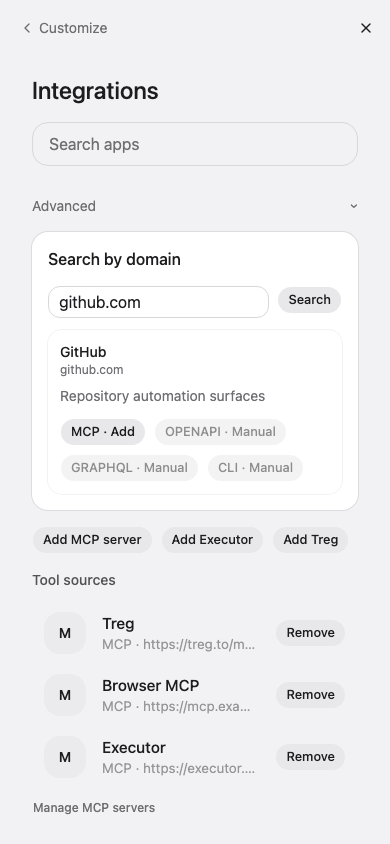 Customize
Integrations
Search apps
Advanced
Search by domain
github.com
Search
GitHub
github.com
Repository automation surfaces
MCP · Add
OPENAPI · Manual
GRAPHQL · Manual
CLI · Manual
Add MCP server
Add Executor
Add Treg
Tool sources
M
Treg
MCP · https://treg.to/m...
Remove
M
Browser MCP
MCP · https://mcp.exa...
Remove
M
Executor
MCP · https://executor....
Remove
Manage MCP servers